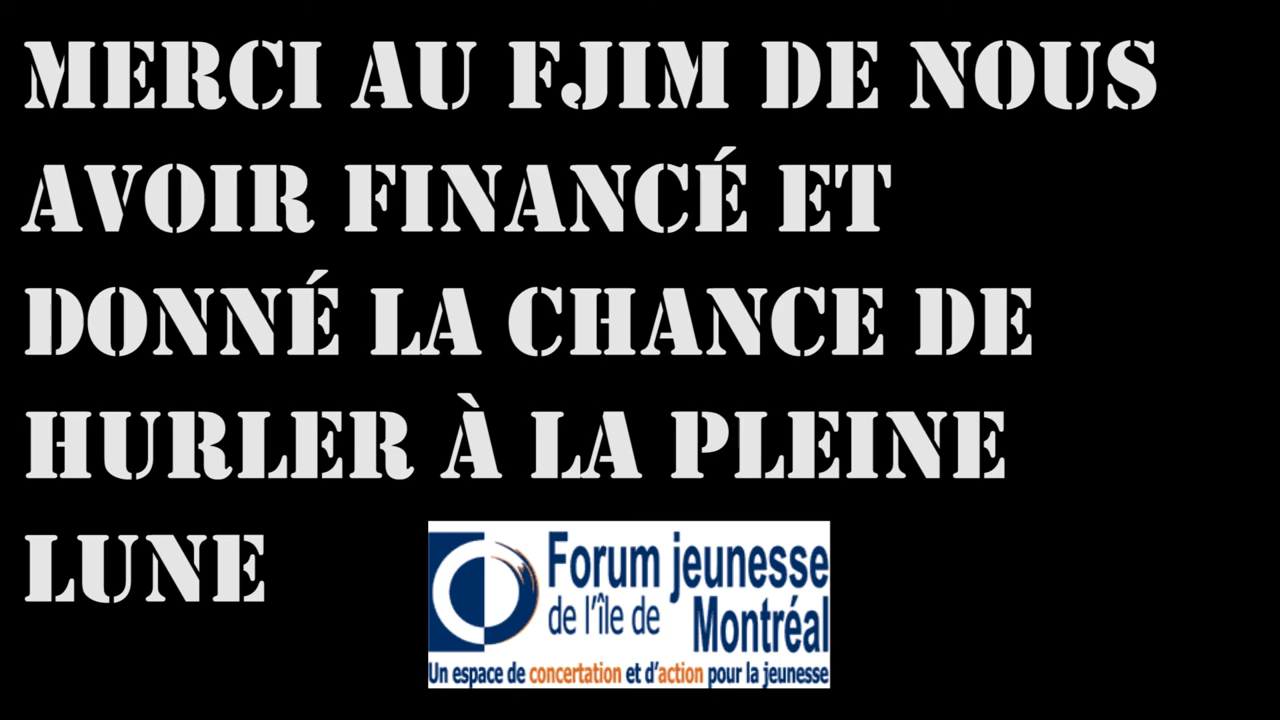 MERCI AU FJIM DE NOUS
AVOIR FINANCÉ ET
DONNÉ LA CHANCE DE
HURLER À LA PLEINE
LUNE
Forum jeunesse
de l'île de Montréal
Un espace de concertation et d'action pour la jeunesse